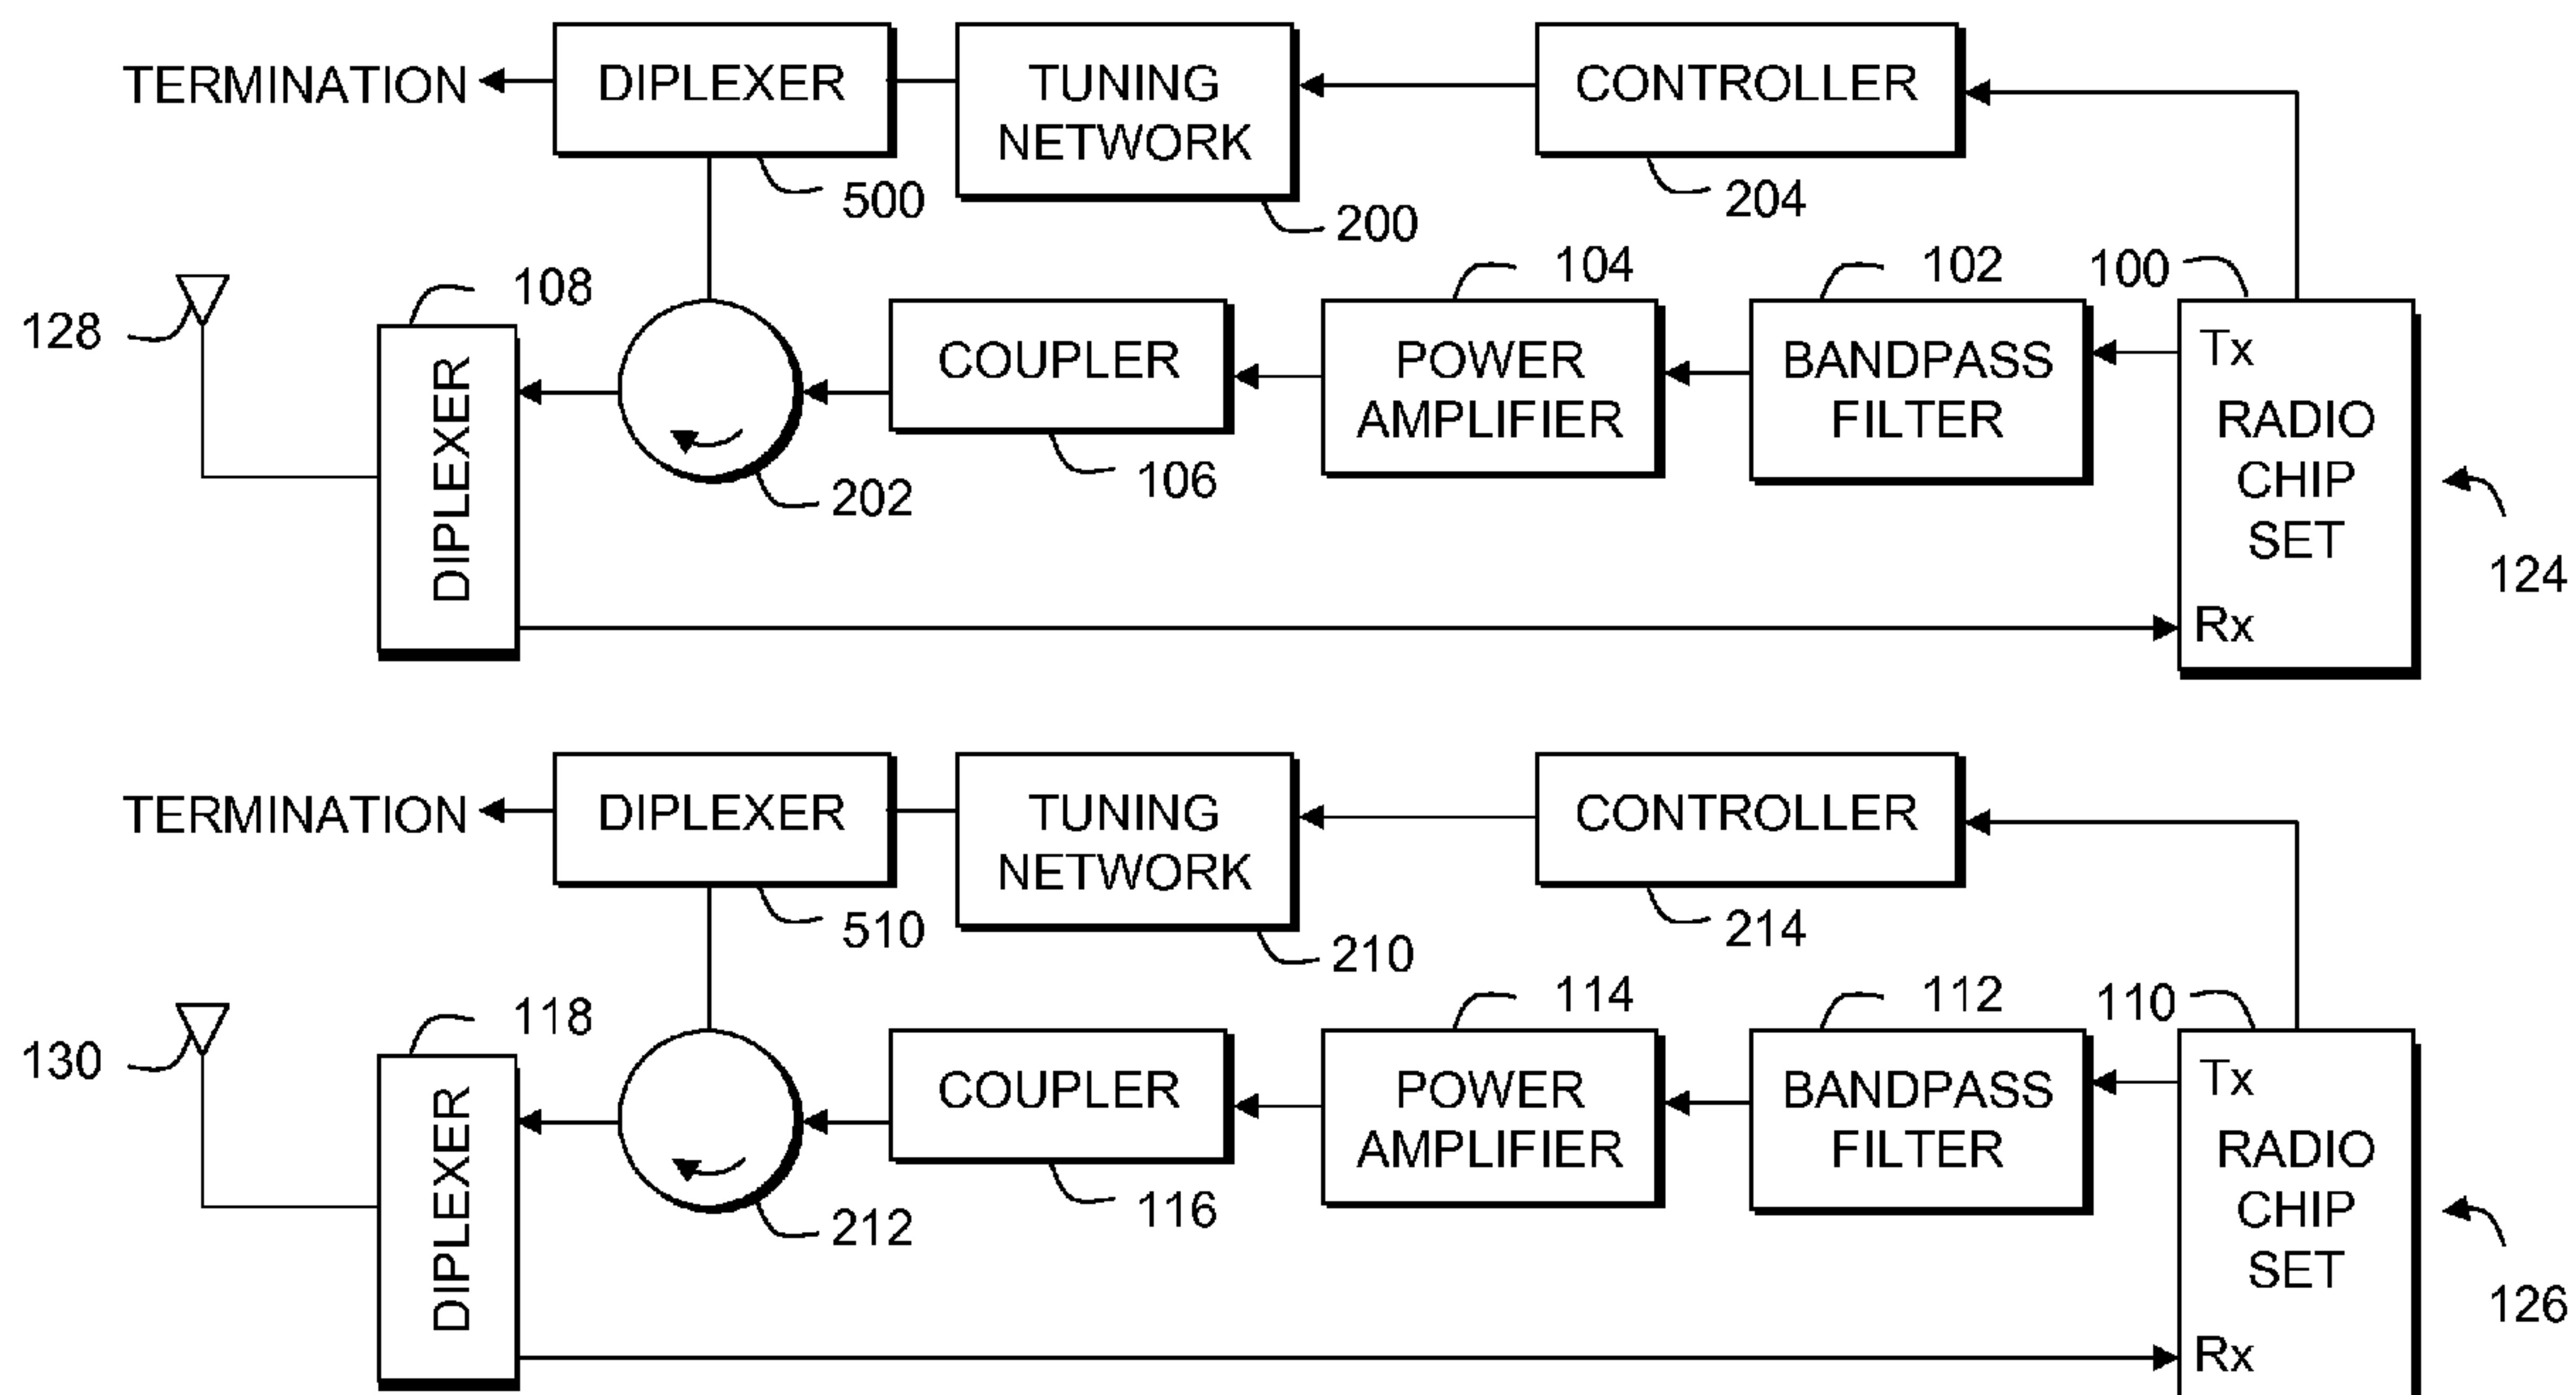 TERMINATION
DIPLEXER
TUNING
NETWORK
CONTROLLER
500
200
204
128
108
202
COUPLER
106
104
POWER
AMPLIFIER
102
BANDPASS
FILTER
100
Tx
RADIO
CHIP
SET
Rx
124
DIPLEXER
TERMINATION
DIPLEXER
TUNING
NETWORK
CONTROLLER
510
210
214
130
118
212
COUPLER
116
114
POWER
AMPLIFIER
112
BANDPASS
FILTER
110
Tx
RADIO
CHIP
SET
Rx
126
DIPLEXER